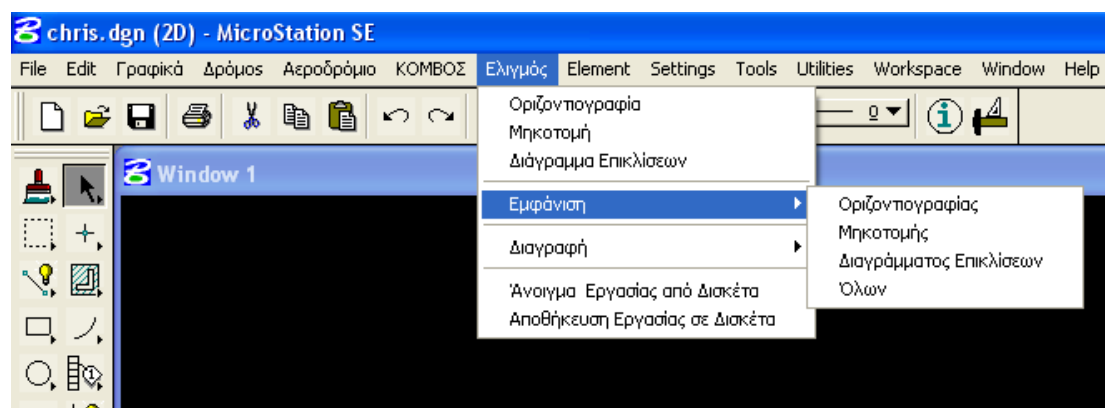 chris.dgn (2D) - MicroStation SE
File Edit Γραφικά Δρόμος Αεροδρόμιο ΚΟΜΒΟΣ Ελιγμός Element Settings Tools Utilities Workspace Window Help
0
Window 1
Οριζοντιογραφία
Μηκοτομή
Διάγραμμα Επικλίσεων
Εμφάνιση
Διαγραφή
Άνοιγμα Εργασίας από Δισκέτα
Αποθήκευση Εργασίας σε Δισκέτα
Οριζοντιογραφίας
Μηκοτομής
Διαγράμματος Επικλίσεων
Όλων